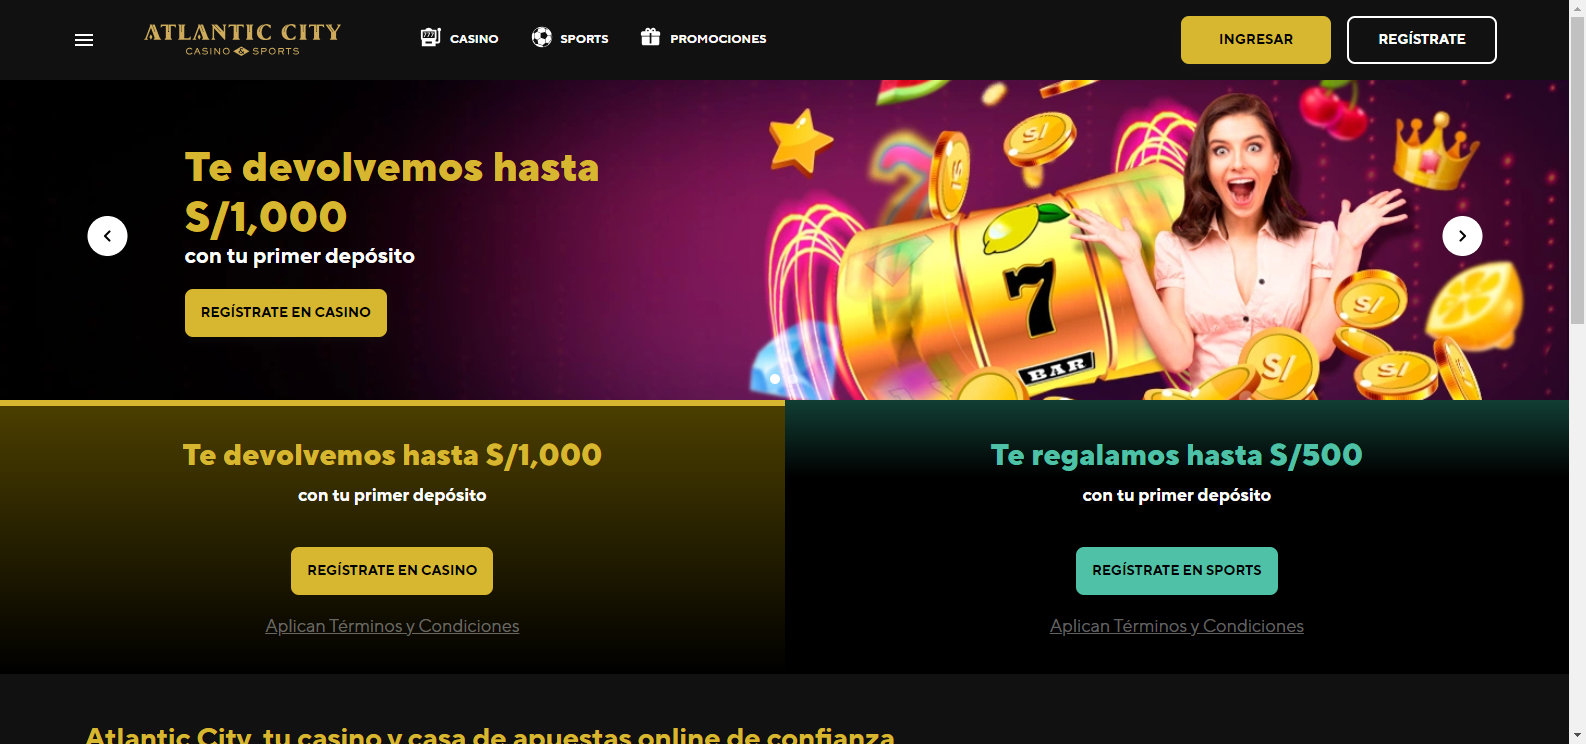 ATLANTIC CITY
CASINO & SPORTS
CASINO
SPORTS
PROMOCIONES
INGRESAR
REGÍSTRATE
Te devolvemos hasta
S/1,000
con tu primer depósito
REGÍSTRATE EN CASINO
S/
S/
7
BAR
S/
S/
S/
Te devolvemos hasta S/1,000
con tu primer depósito
REGÍSTRATE EN CASINO
Aplican Términos y Condiciones
Te regalamos hasta S/500
con tu primer depósito
REGÍSTRATE EN SPORTS
Aplican Términos y Condiciones
Atlantic City, tu casino y casa de apuestas online de confianza